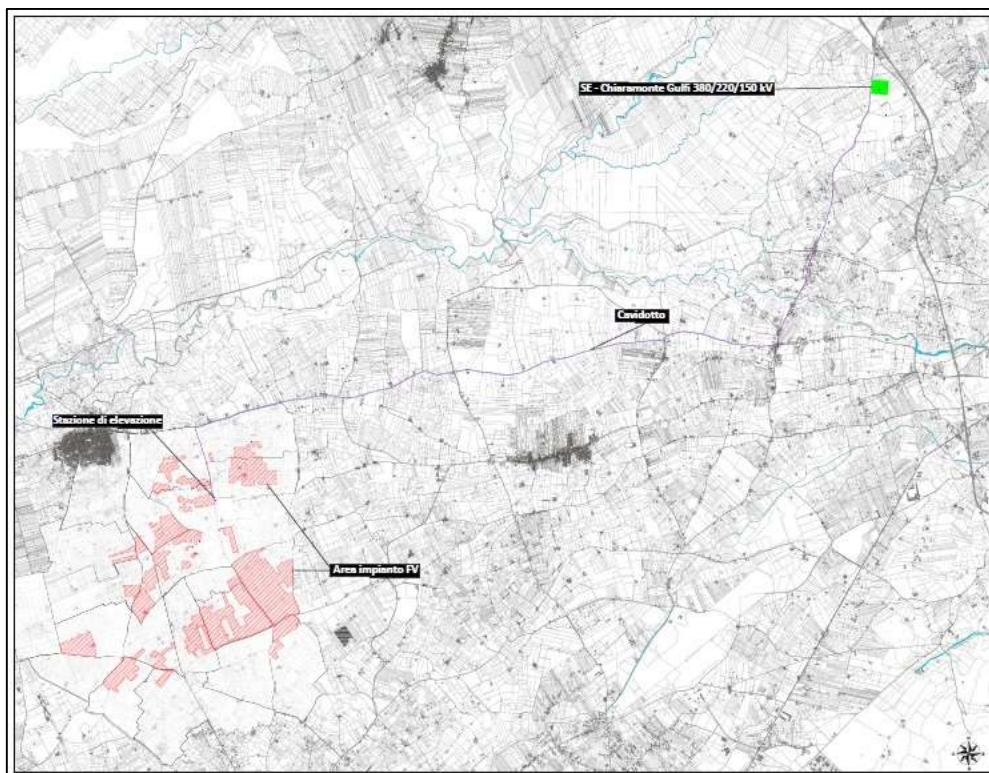 SE - Chiaramonte Gulfi 380/220/150 kV
Cavidotto
Stazione di elevazione
Area impianto FV